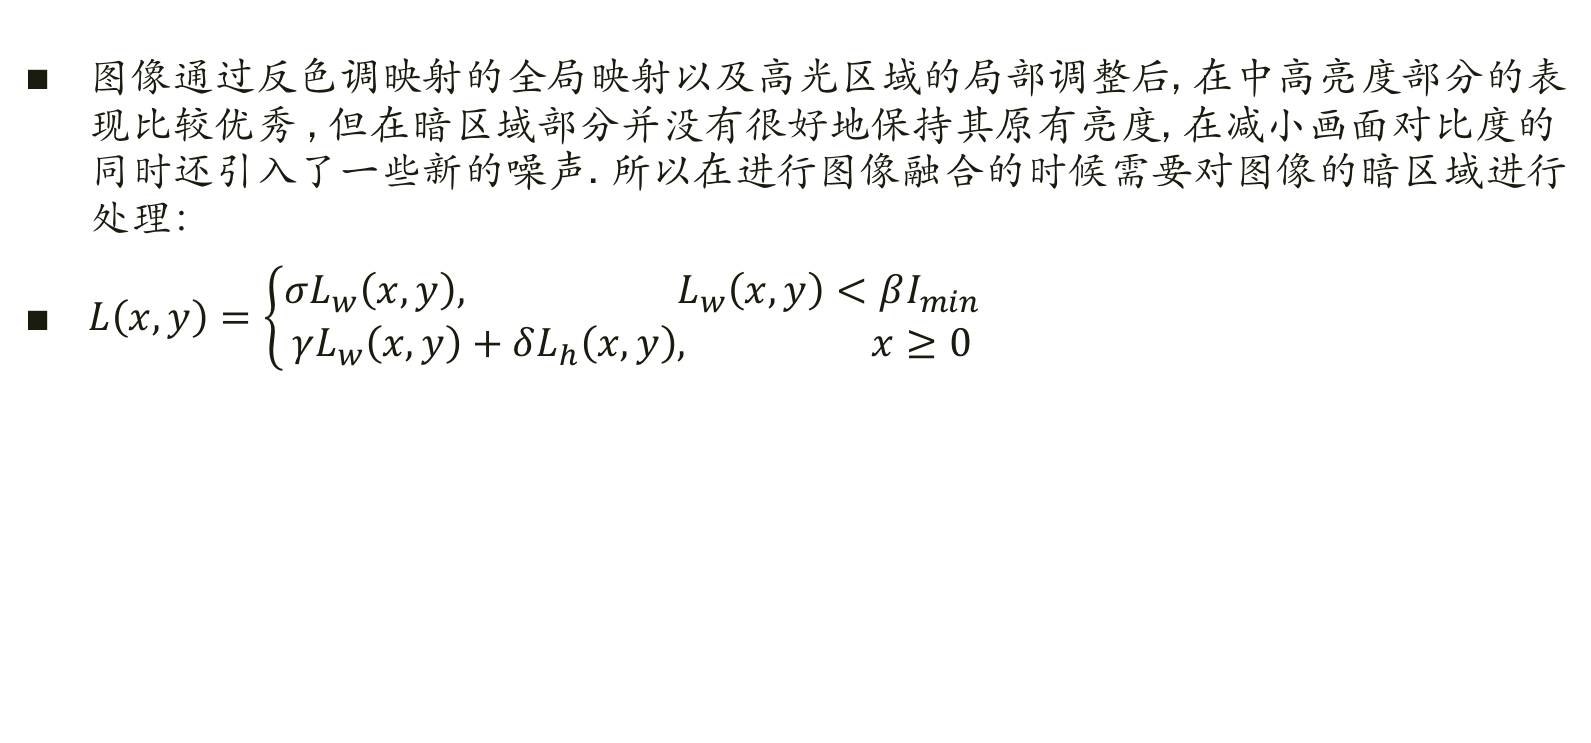 ■ 图像通过反色调映射的全局映射以及高光区域的局部调整后, 在中高亮度部分的表
现比较优秀 , 但在暗区域部分并没有很好地保持其原有亮度, 在减小画面对比度的
同时还引入了一些新的噪声. 所以在进行图像融合的时候需要对图像的暗区域进行
处理:
■ L(x, y) = { σL_w(x, y), L_w(x, y) < βI_min
γL_w(x, y) + δL_h(x, y), x ≥ 0